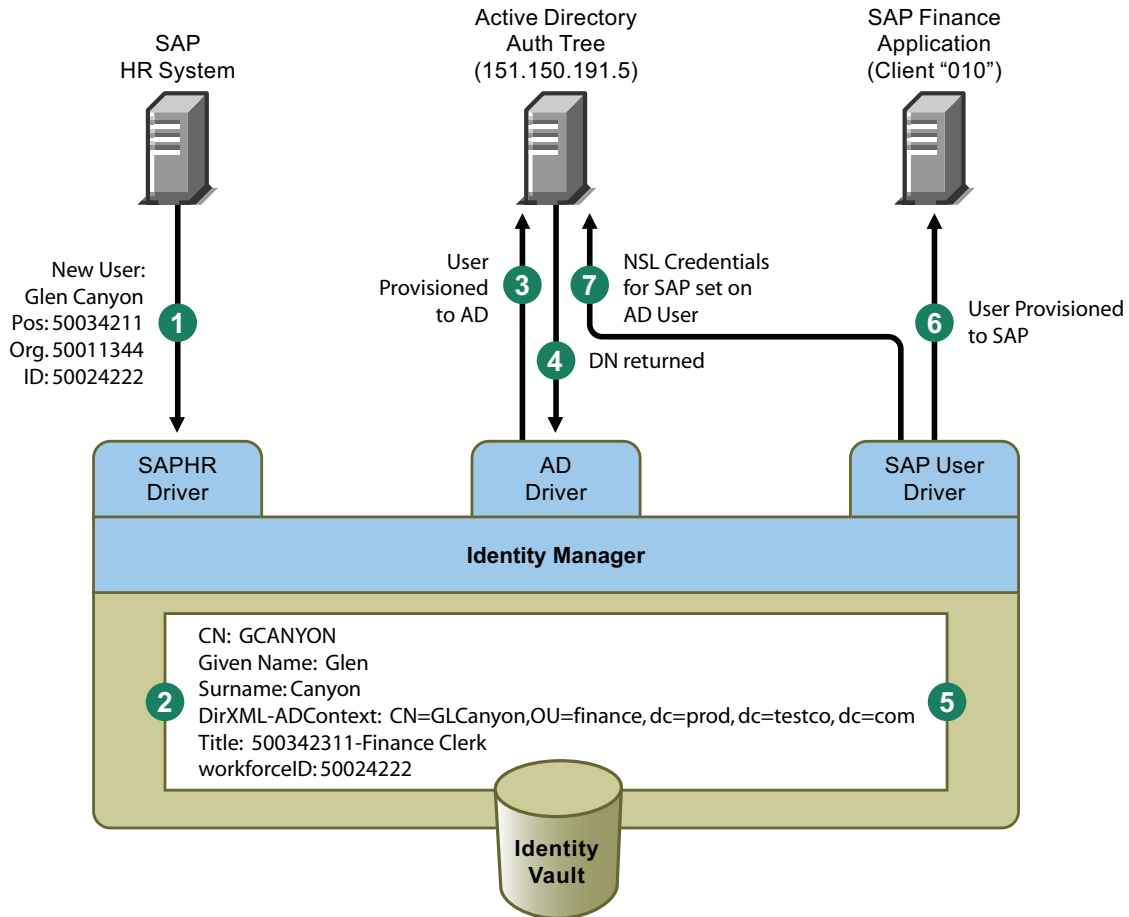 SAP
HR System
Active Directory
Auth Tree
(151.150.191.5)
SAP Finance
Application
(Client “010”)
New User:
Glen Canyon
Pos: 50034211
Org. 50011344
ID: 50024222
1
User
Provisioned
to AD
3
4
DN returned
7
NSL Credentials
for SAP set on
AD User
6
User Provisioned
to SAP
SAPHR
Driver
AD
Driver
SAP User
Driver
Identity Manager
2
CN: GCANYON
Given Name: Glen
Surname: Canyon
DirXML-ADContext: CN=GLCanyon,OU=finance, dc=prod, dc=testco, dc=com
Title: 500342311-Finance Clerk
workforceID: 50024222
5
Identity
Vault